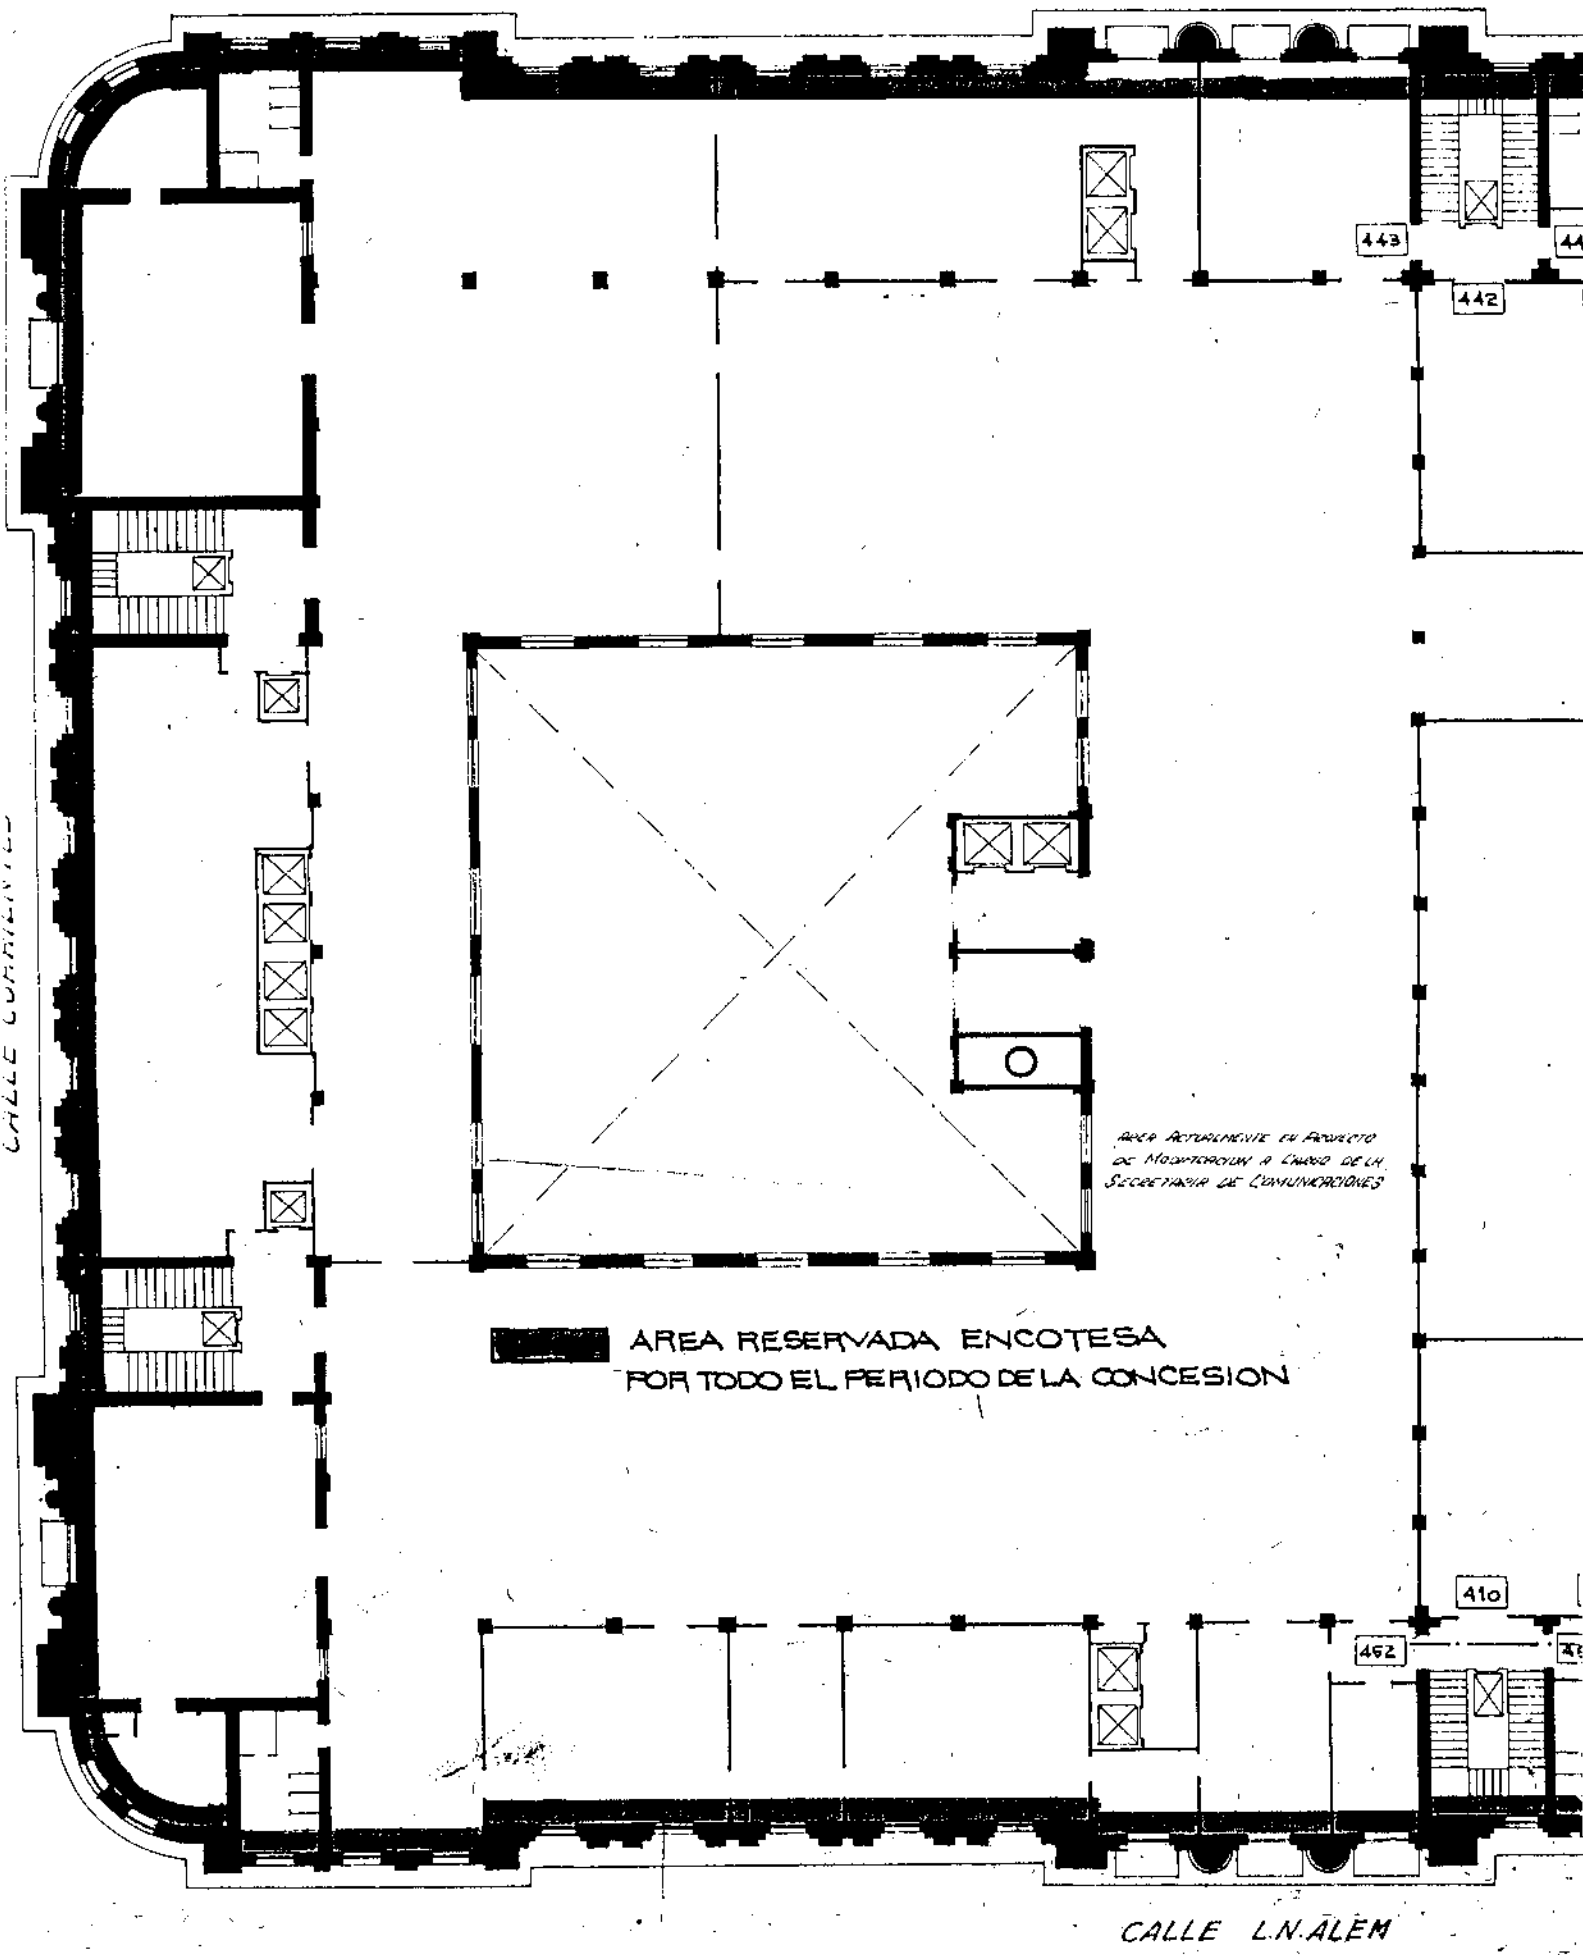 443
442
CALLE CORRIENTES
AREA ACTUALMENTE EN PROYECTO
DE MODIFICACION A CARGO DE LA
SECRETARIA DE COMUNICACIONES
AREA RESERVADA ENCOTESA
POR TODO EL PERIODO DE LA CONCESION
410
462
CALLE L.N.ALEM